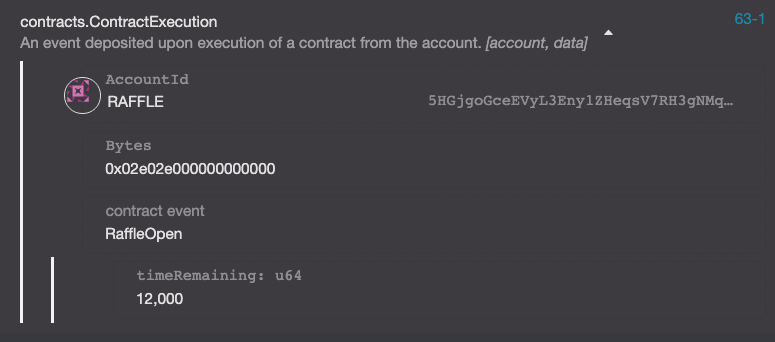 contracts.ContractExecution 63-1
An event deposited upon execution of a contract from the account. [account, data]
AccountId
RAFFLE 5HGjgoGceEVyL3Eny1ZHeqsV7RH3gNMq…
Bytes
0x02e02e000000000000
contract event
RaffleOpen
timeRemaining: u64
12,000